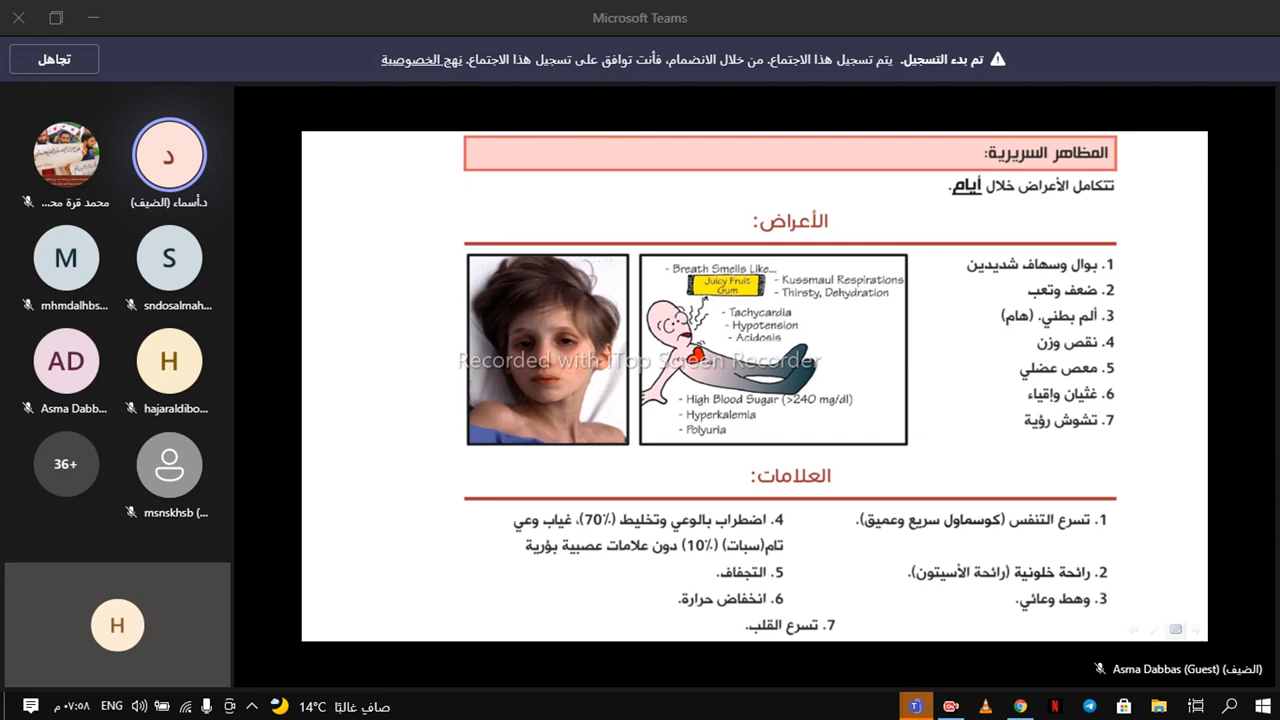 Microsoft Teams
تم بدء التسجيل. يتم تسجيل هذا الاجتماع. من خلال الانضمام، فأنت توافق على تسجيل هذا الاجتماع. نهج الخصوصية
تجاهل
د
د.أسماء (الضيف)
محمد قرة مح...
S
sndosalmah...
M
mhmdalhbs...
H
hajaraldibo...
AD
Asma Dabb...
msnskhsb (...
36+
H
المظاهر السريرية:
تتكامل الأعراض خلال أيام.
الأعراض:
1. بوال وسهاف شديدين
2. ضعف وتعب
3. ألم بطني. (هام)
4. نقص وزن
5. معص عضلي
6. غثيان وإقياء
7. تشوش رؤية
- Breath Smells Like...
Juicy Fruit
Gum
- Kussmaul Respirations
- Thirsty, Dehydration
- Tachycardia
- Hypotension
- Acidosis
- High Blood Sugar (>240 mg/dl)
- Hyperkalemia
- Polyuria
Recorded with iTop Screen Recorder
العلامات:
1. تسرع التنفس (كوسماول سريع وعميق).
2. رائحة خلونية (رائحة الأسيتون).
3. وهط وعائي.
4. اضطراب بالوعي وتخليط (70٪)، غياب وعي
تام(سبات) (10٪) دون علامات عصبية بؤرية
5. التجفاف.
6. انخفاض حرارة.
7. تسرع القلب.
Asma Dabbas (Guest) (الضيف)
صافٍ غالبًا 14°C
ENG
٠٧:٥٨ م